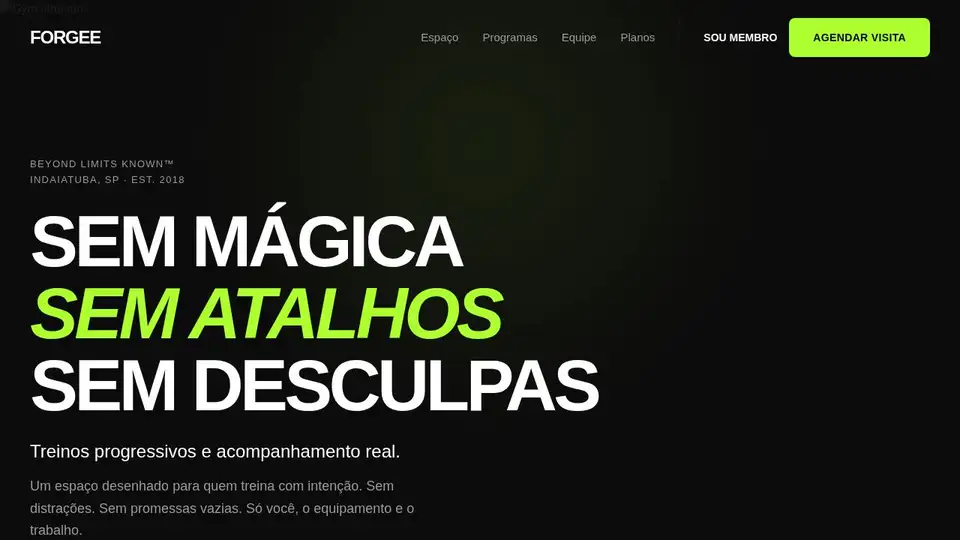 FORGEE
Espaço
Programas
Equipe
Planos
SOU MEMBRO
AGENDAR VISITA
BEYOND LIMITS KNOWN™
INDAIATUBA, SP · EST. 2018
SEM MÁGICA
SEM ATALHOS
SEM DESCULPAS
Treinos progressivos e acompanhamento real.
Um espaço desenhado para quem treina com intenção. Sem
distrações. Sem promessas vazias. Só você, o equipamento e o
trabalho.